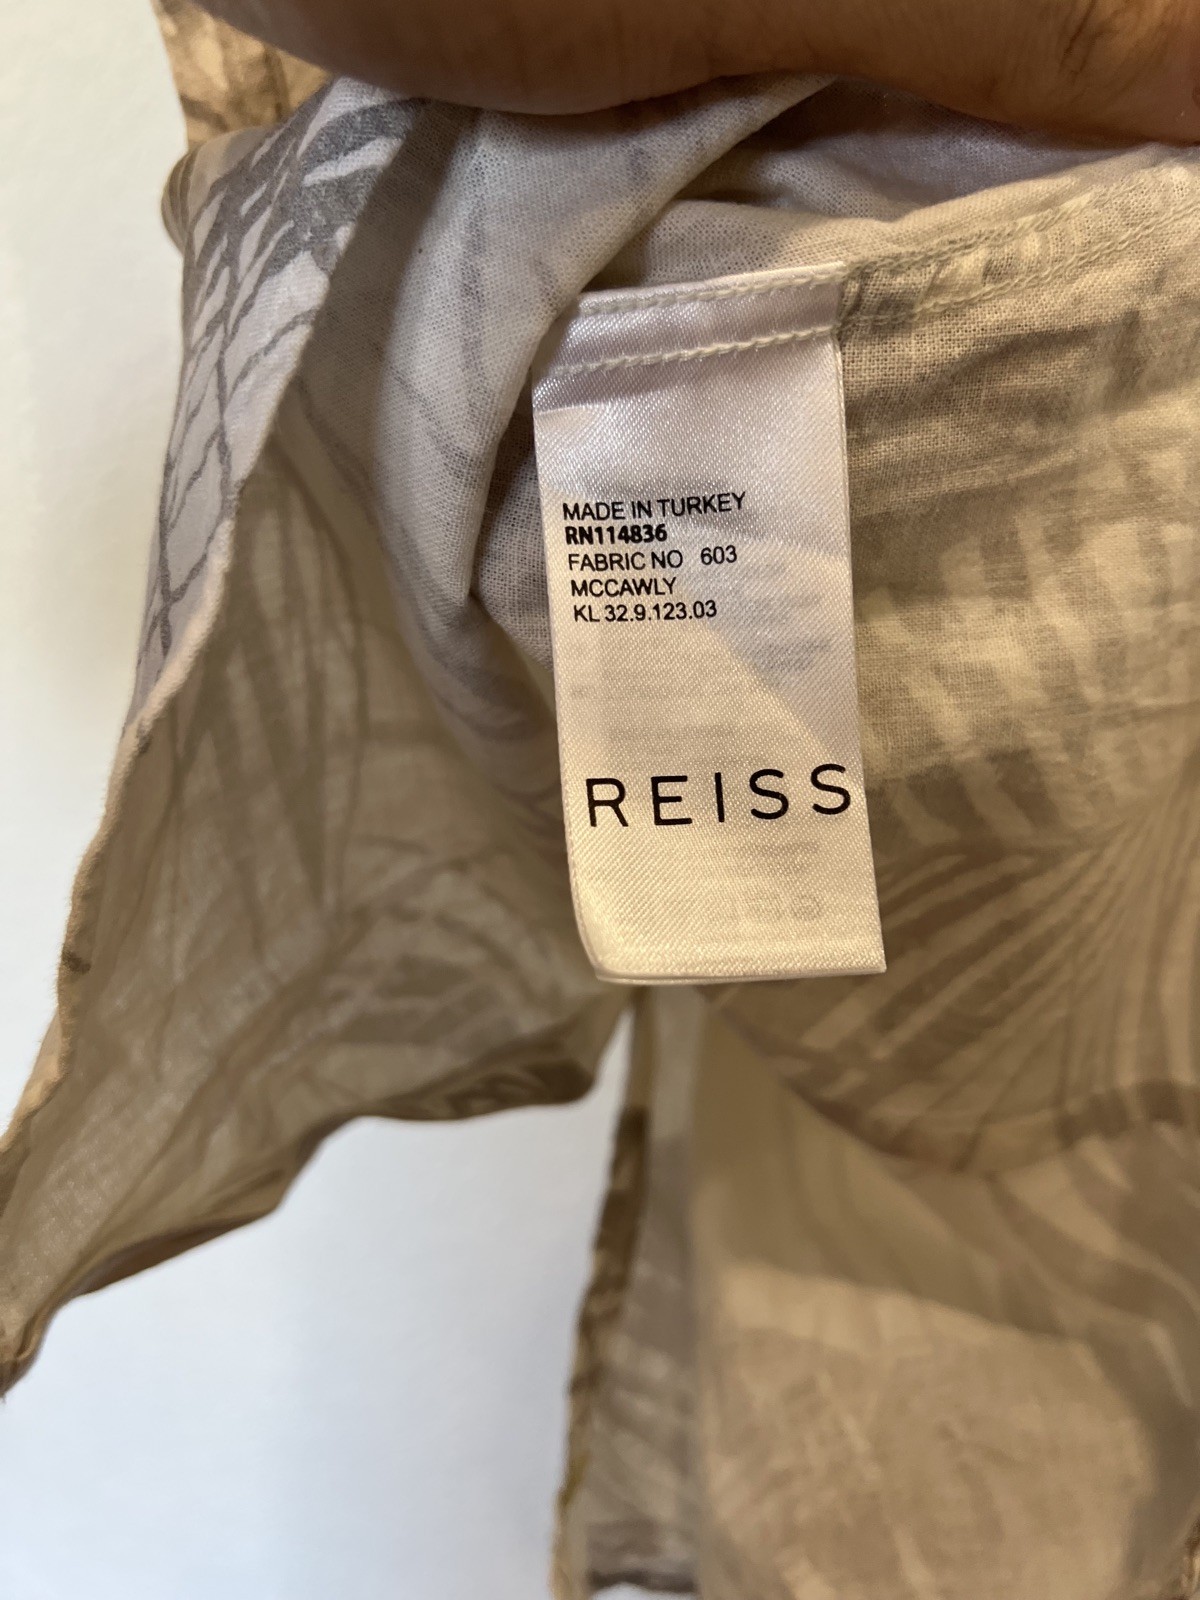 MADE IN TURKEY
RN114836
FABRIC NO 603
MCCAWLY
KL 32.9.123.03
REISS